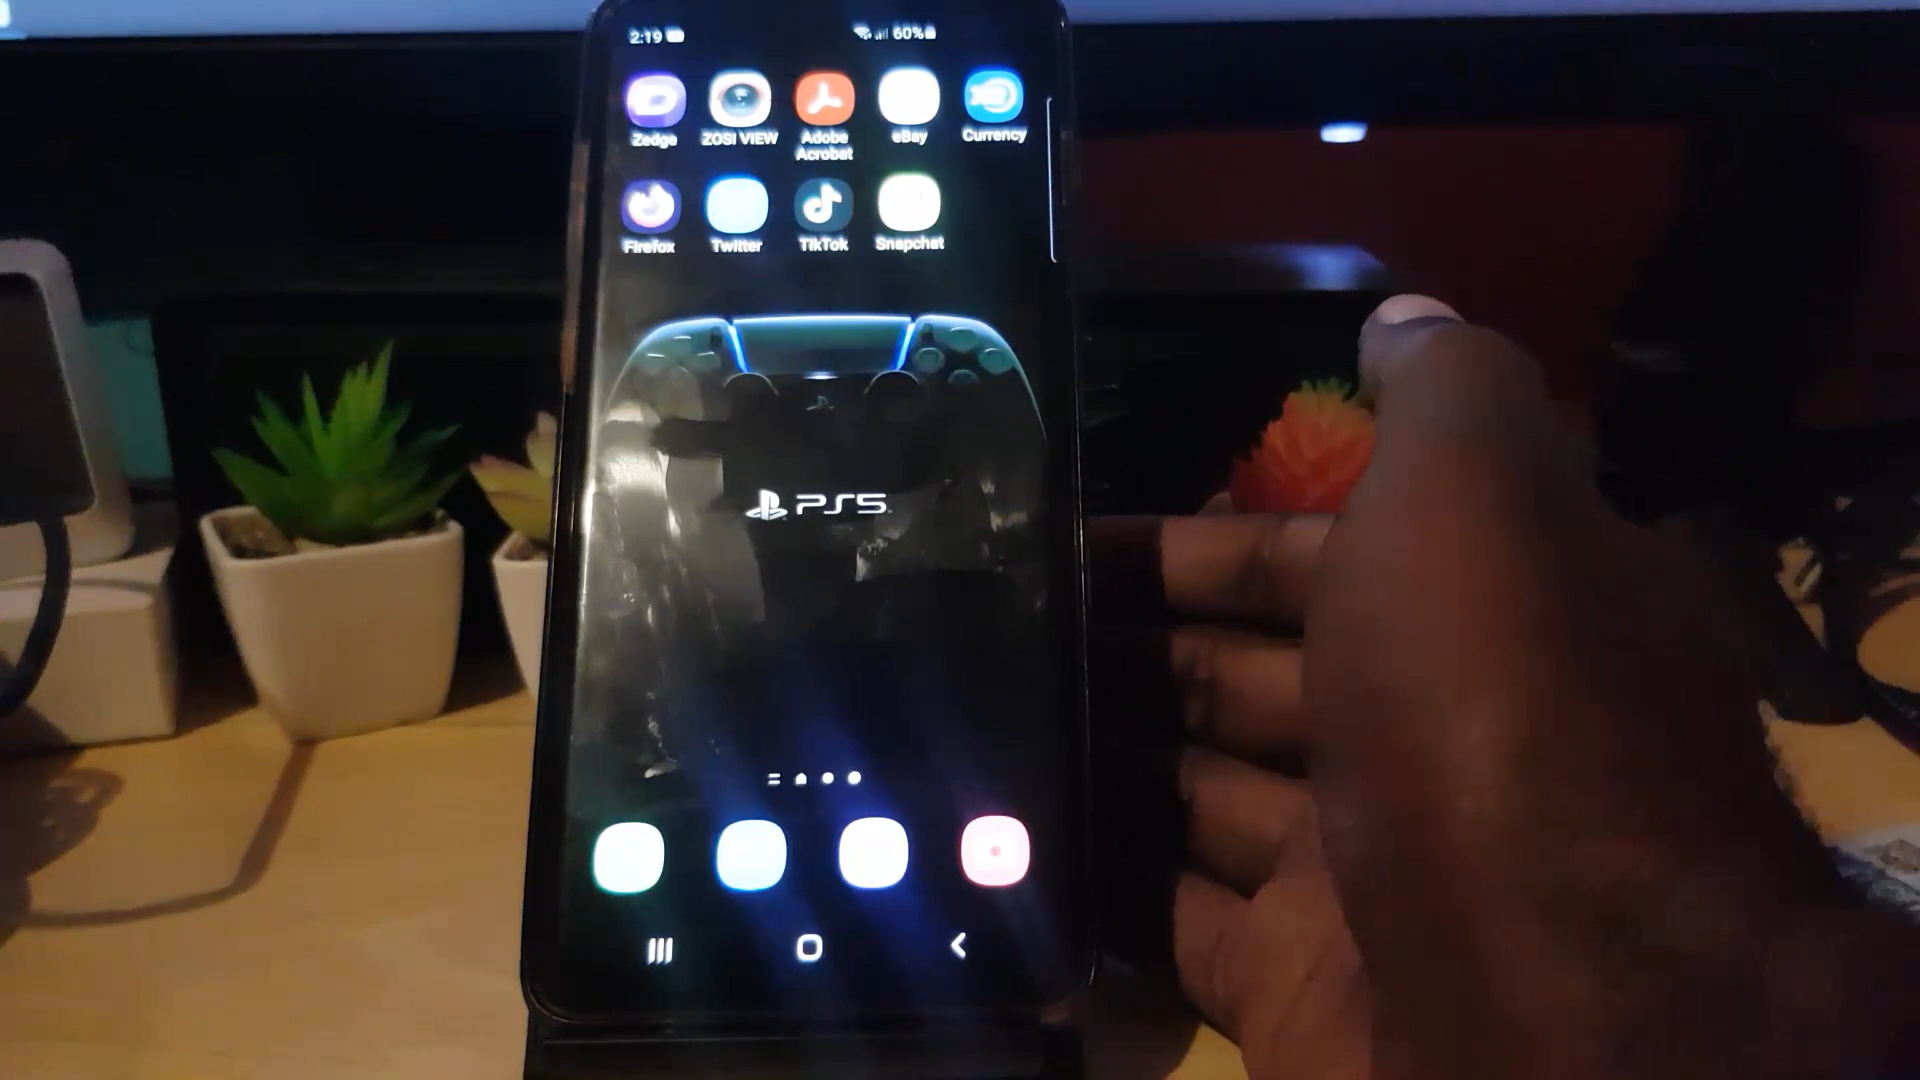 2:19 60%
Zedge ZOSI VIEW Adobe Acrobat eBay Currency
Firefox Twitter TikTok Snapchat
PS5